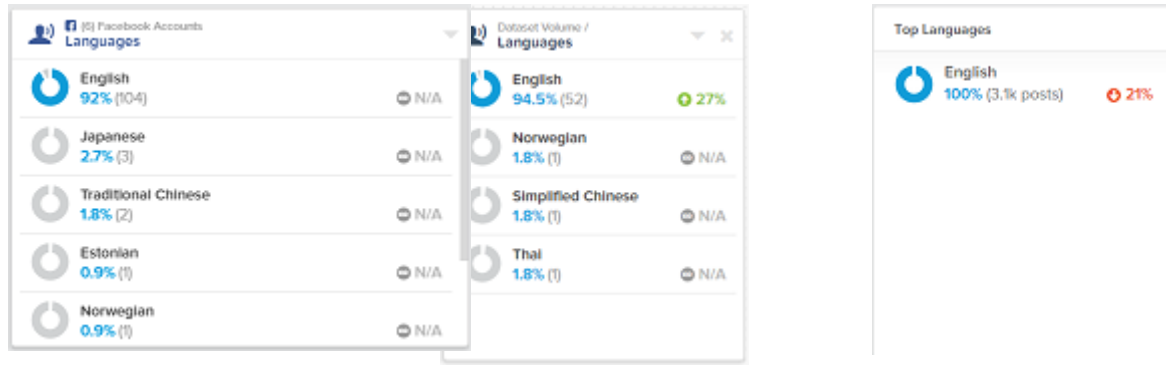 (6) Facebook Accounts
Languages
English
92% (104)
N/A
Japanese
2.7% (3)
N/A
Traditional Chinese
1.8% (2)
N/A
Estonian
0.9% (1)
N/A
Norwegian
0.9% (1)
N/A
Dataset Volume /
Languages
English
94.5% (52)
27%
Norwegian
1.8% (1)
N/A
Simplified Chinese
1.8% (1)
N/A
Thai
1.8% (1)
N/A
Top Languages
English
100% (3.1k posts)
21%